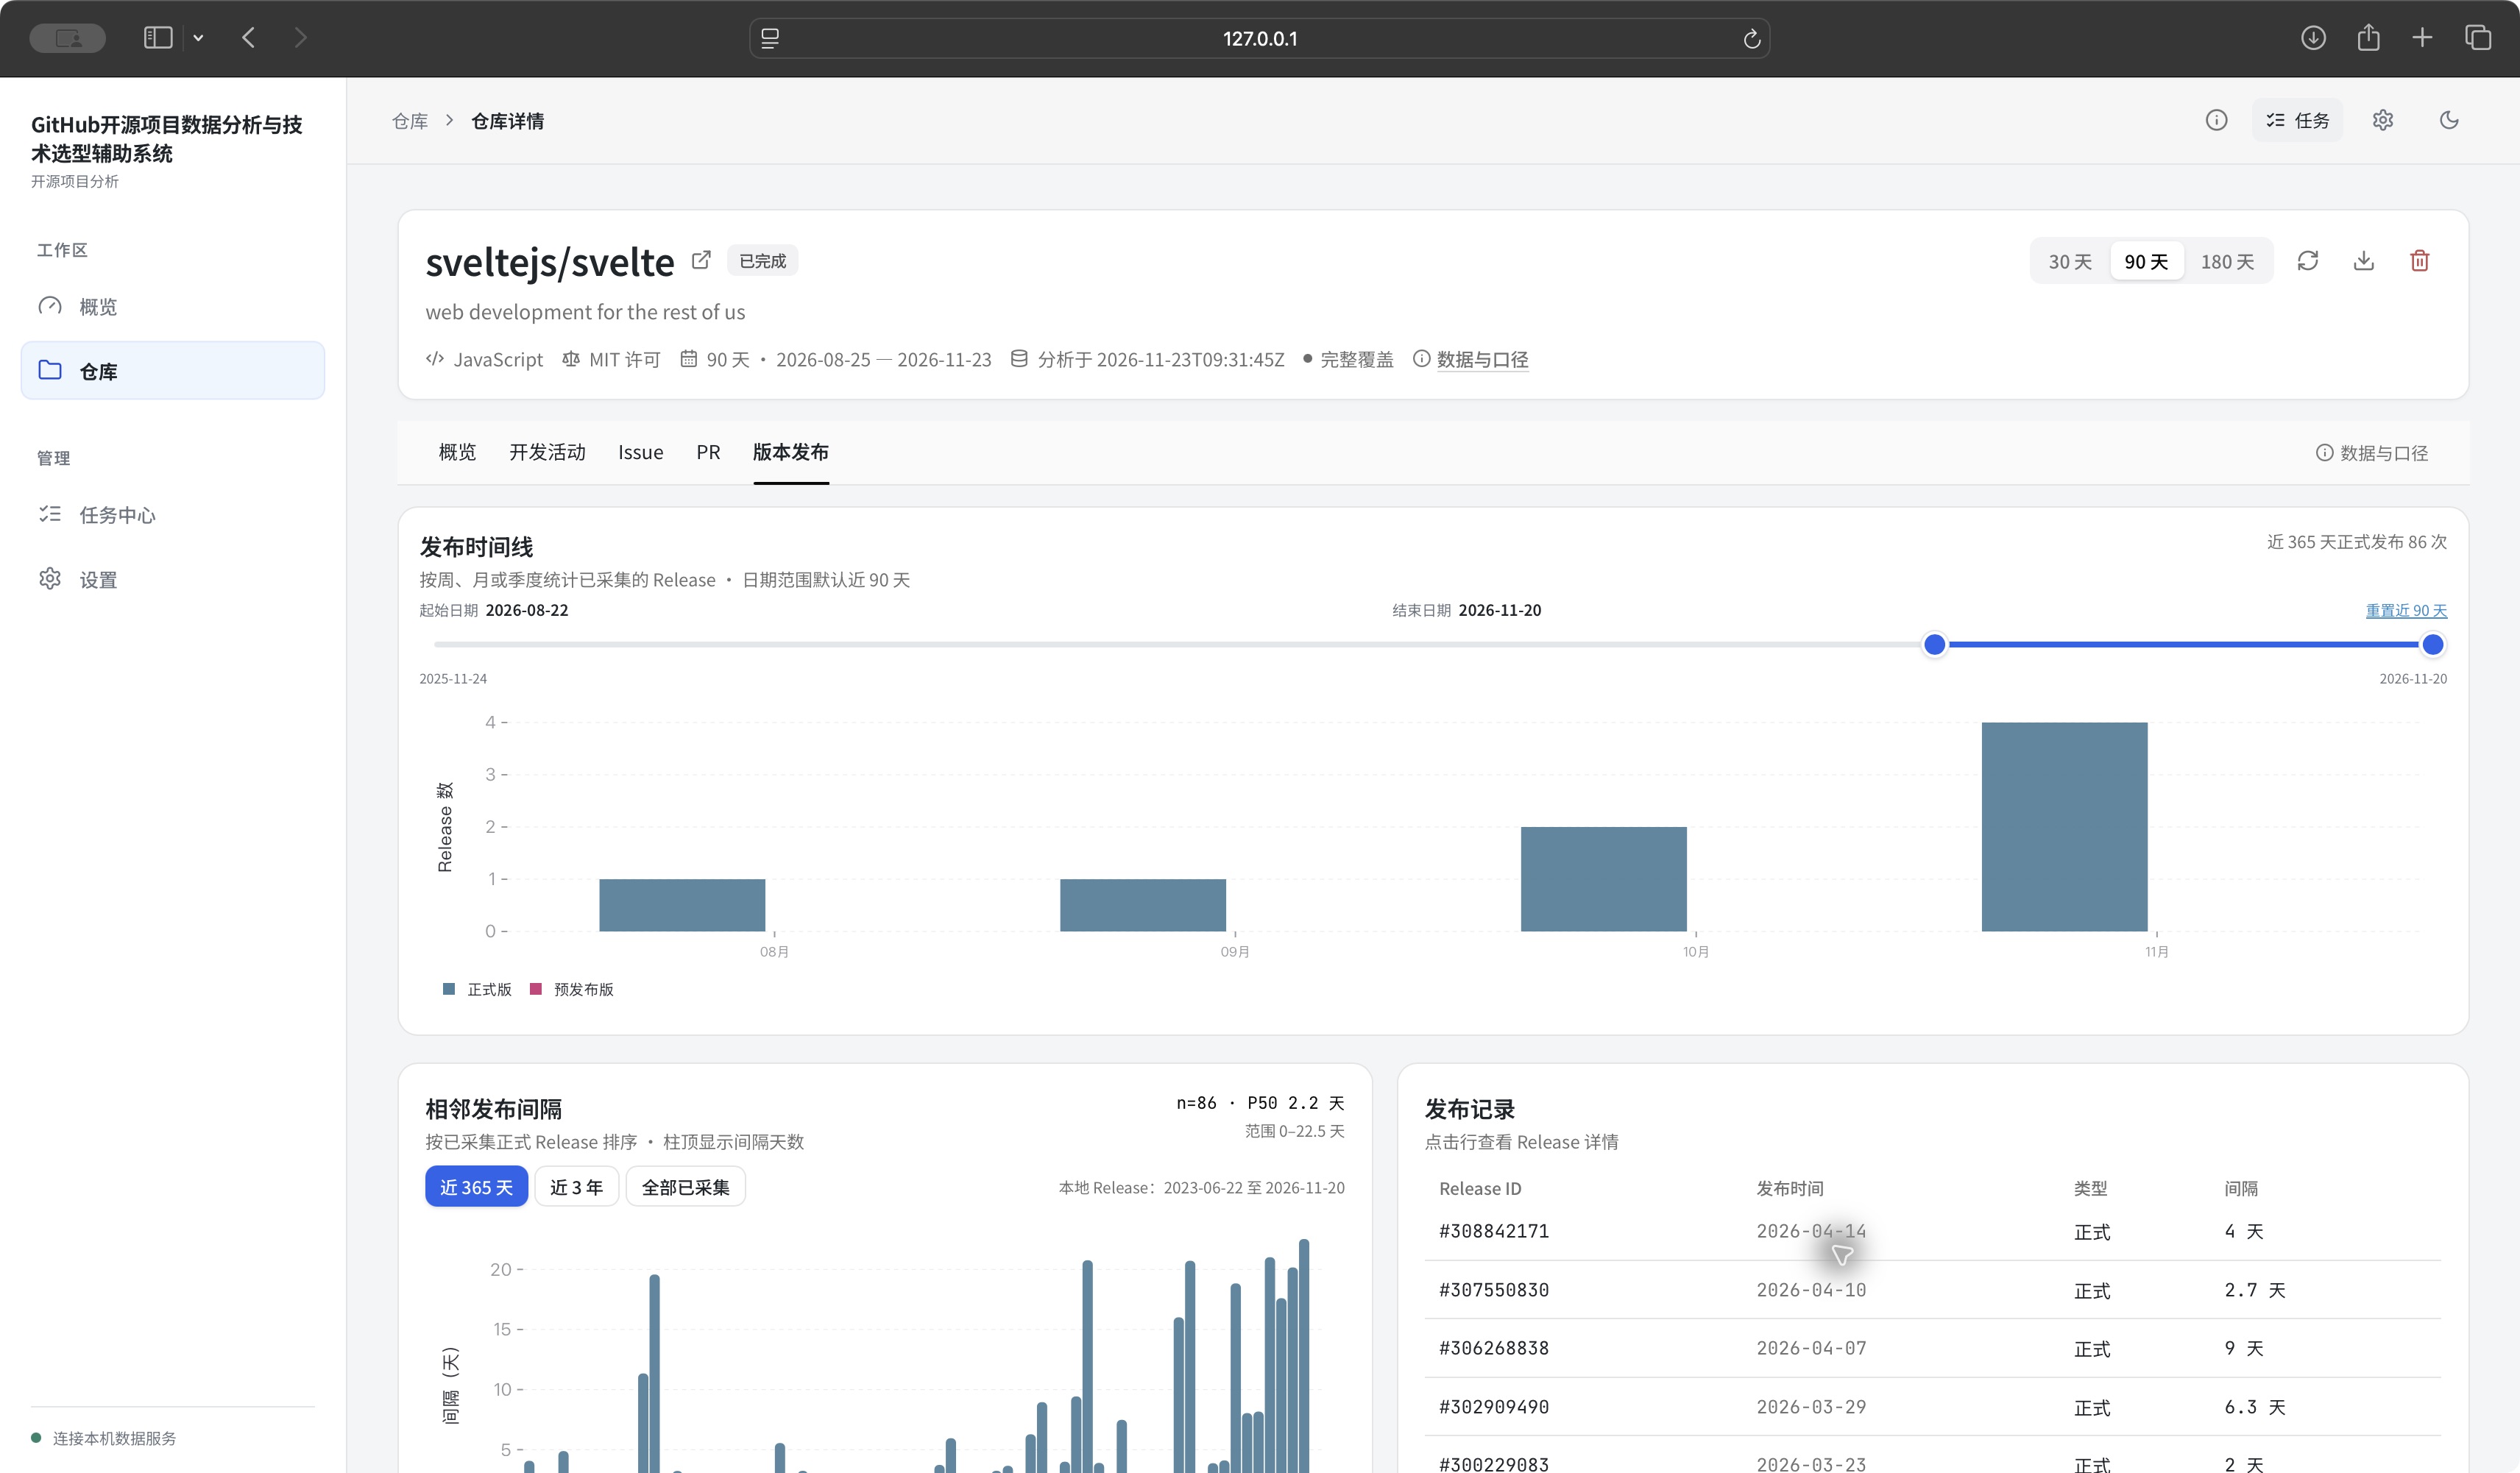 127.0.0.1
GitHub开源项目数据分析与技
术选型辅助系统
开源项目分析
工作区
概览
仓库
管理
任务中心
设置
连接本机数据服务
仓库 > 仓库详情
任务
sveltejs/svelte 已完成
30 天 90 天 180 天
web development for the rest of us
JavaScript MIT 许可 90 天 • 2026-08-25 — 2026-11-23 分析于 2026-11-23T09:31:45Z 完整覆盖 数据与口径
概览 开发活动 Issue PR 版本发布 数据与口径
发布时间线
近 365 天正式发布 86 次
按周、月或季度统计已采集的 Release • 日期范围默认近 90 天
起始日期 2026-08-22 结束日期 2026-11-20 重置近 90 天
2025-11-24 2026-11-20
Release 数
4
3
2
1
0
08月 09月 10月 11月
正式版 预发布版
相邻发布间隔
n=86 · P50 2.2 天
按已采集正式 Release 排序 • 柱顶显示间隔天数
范围 0–22.5 天
近 365 天 近 3 年 全部已采集
本地 Release：2023-06-22 至 2026-11-20
间隔（天）
20
15
10
5
发布记录
点击行查看 Release 详情
Release ID 发布时间 类型 间隔
#308842171 2026-04-14 正式 4 天
#307550830 2026-04-10 正式 2.7 天
#306268838 2026-04-07 正式 9 天
#302909490 2026-03-29 正式 6.3 天
#300229083 2026-03-23 正式 2 天